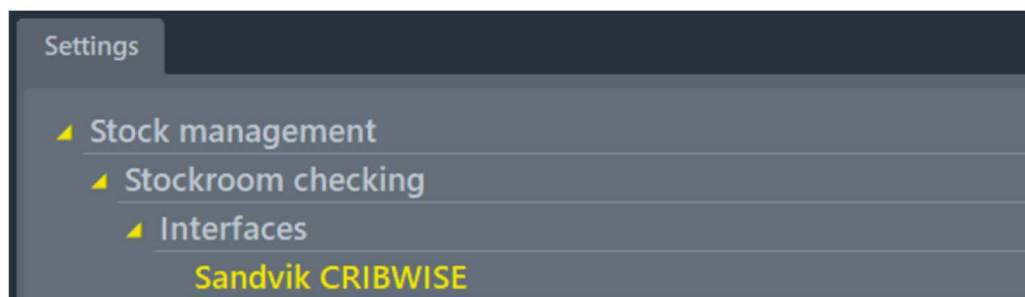 Settings
Stock management
Stockroom checking
Interfaces
Sandvik CRIBWISE